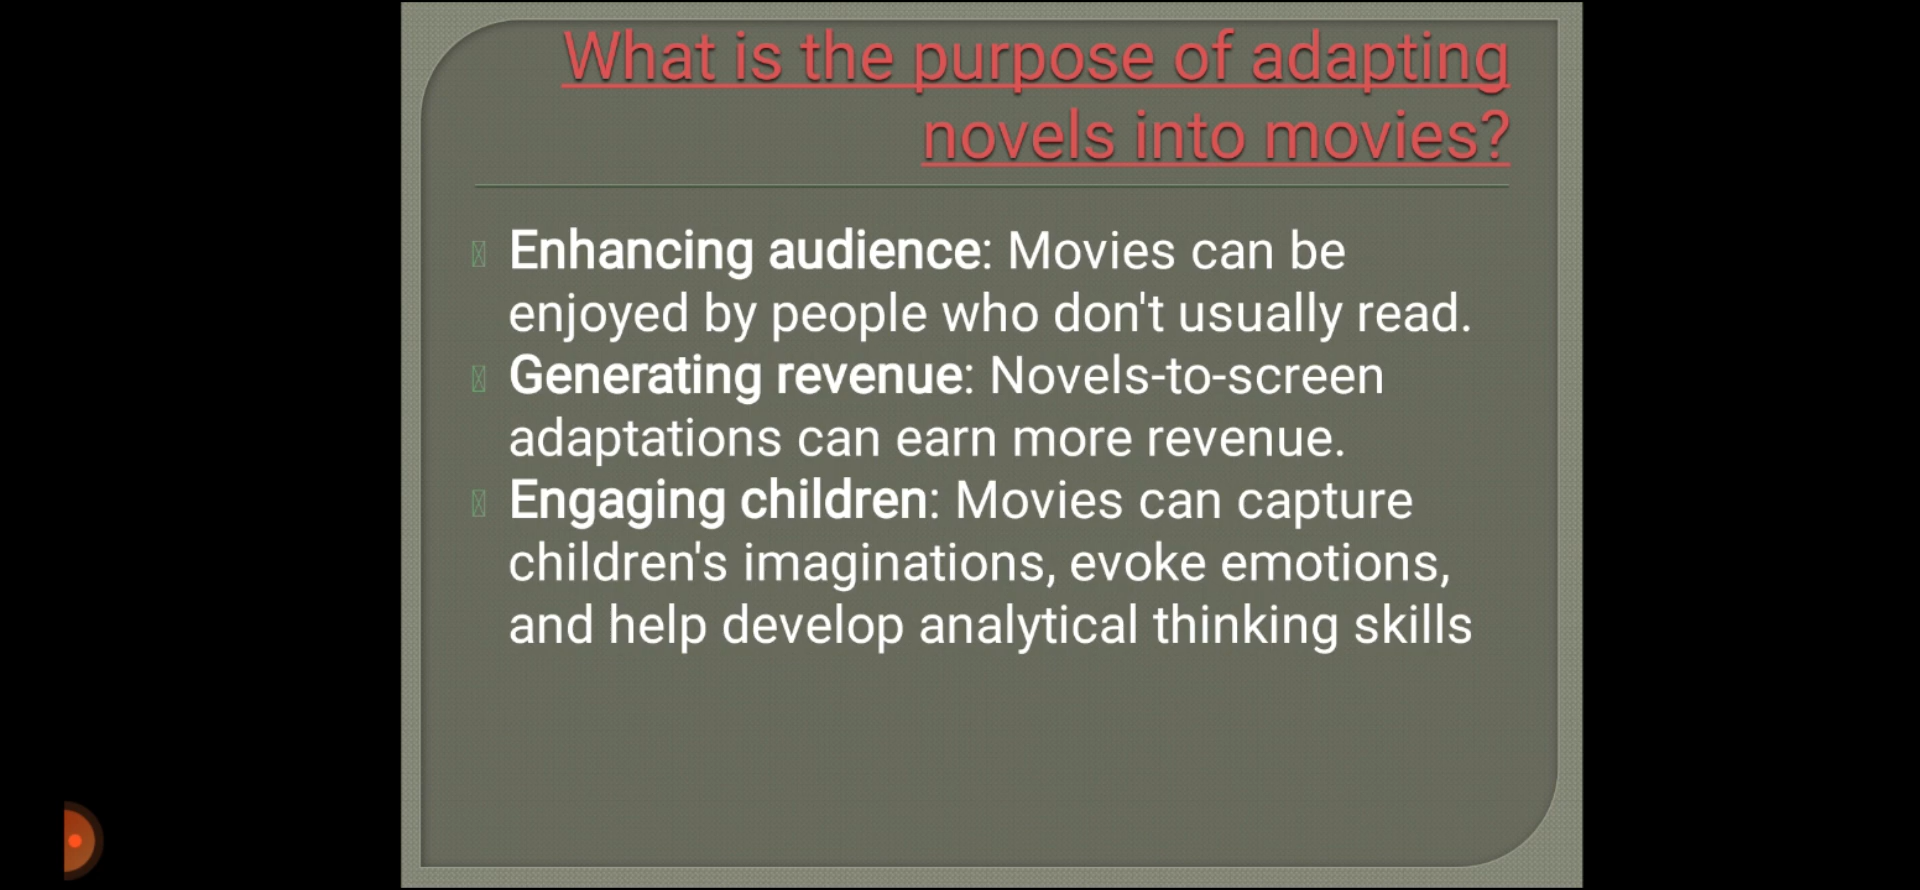 What is the purpose of adapting
novels into movies?
Enhancing audience: Movies can be
enjoyed by people who don't usually read.
Generating revenue: Novels-to-screen
adaptations can earn more revenue.
Engaging children: Movies can capture
children's imaginations, evoke emotions,
and help develop analytical thinking skills